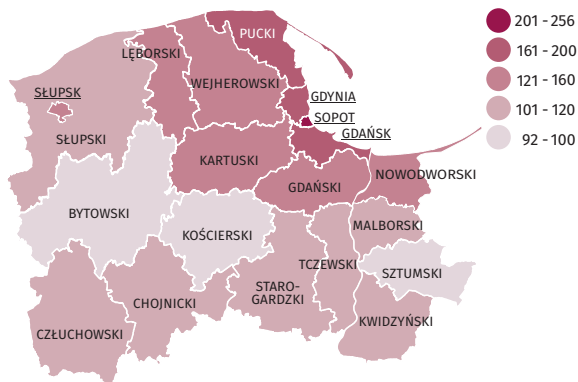 PUCKI
LĘBORSKI
WEJHEROWSKI
SŁUPSK
GDYNIA
SOPOT
GDAŃSK
SŁUPSKI
KARTUSKI
GDAŃSKI
NOWODWORSKI
BYTOWSKI
KOŚCIERSKI
MALBORSKI
TCZEWSKI
SZTUMSKI
STARO-
GARDZKI
CHOJNICKI
CZŁUCHOWSKI
KWIDZYŃSKI
201 - 256
161 - 200
121 - 160
101 - 120
92 - 100